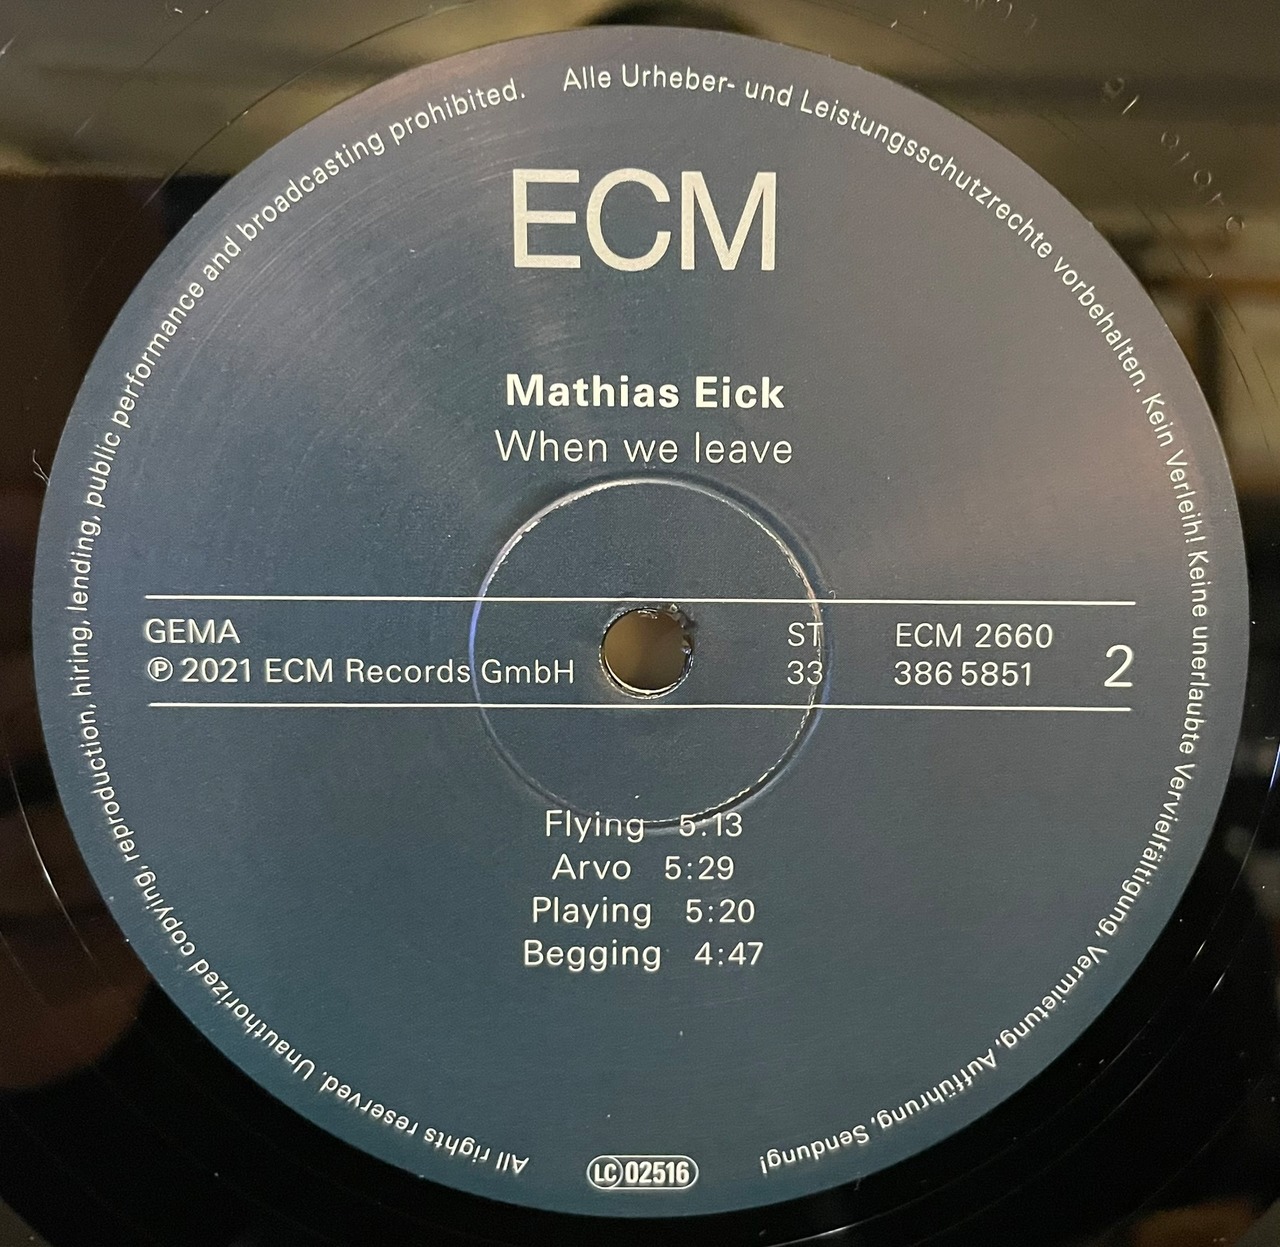 Alle Urheber- und Leistungsschutzrechte vorbehalten. Kein Verleih! Keine unerlaubte Vervielfältigung, Vermietung, Aufführung, Sendung!
ECM
Mathias Eick
When we leave
GEMA ST ECM 2660
℗ 2021 ECM Records GmbH 33 386 5851 2
Flying 5:13
Arvo 5:29
Playing 5:20
Begging 4:47
LC 02516
All rights reserved. Unauthorized copying, reproduction, hiring, lending, public performance and broadcasting prohibited.